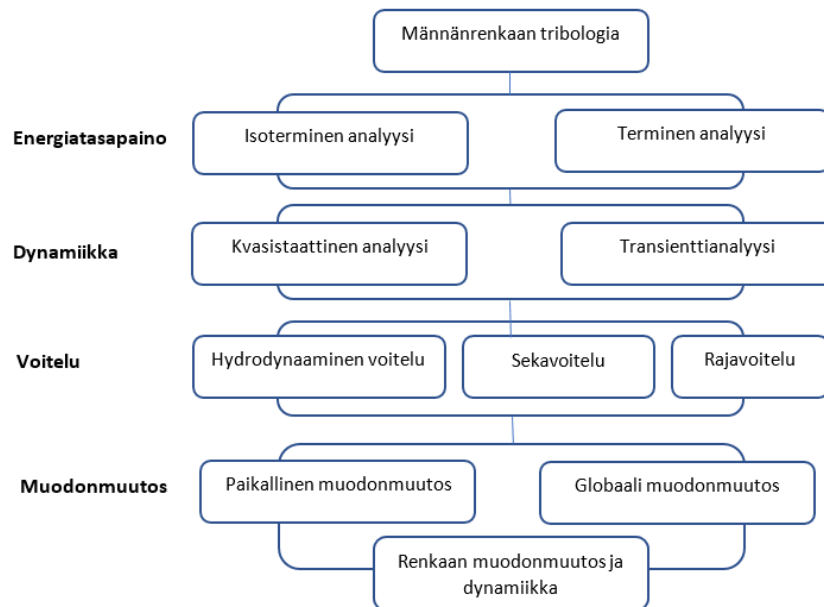 Männänrenkaan tribologia
Energiatasapaino
Isoterminen analyysi
Terminen analyysi
Dynamiikka
Kvasistaattinen analyysi
Transienttianalyysi
Voitelu
Hydrodynaaminen voitelu
Sekavoitelu
Rajavoitelu
Muodonmuutos
Paikallinen muodonmuutos
Globaali muodonmuutos
Renkaan muodonmuutos ja
dynamiikka